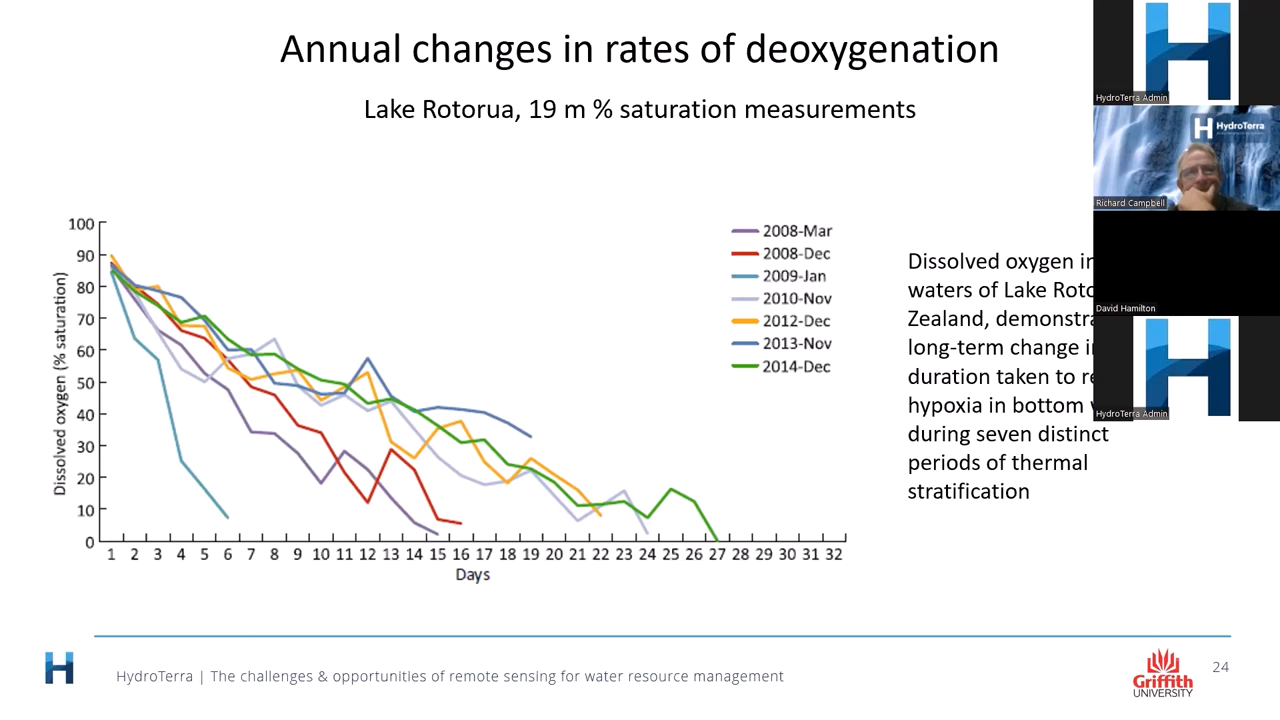 Annual changes in rates of deoxygenation
Lake Rotorua, 19 m % saturation measurements
HydroTerra Admin
HydroTerra
Richard Campbell
David Hamilton
HydroTerra Admin
Dissolved oxygen (% saturation)
100
90
80
70
60
50
40
30
20
10
0
1 2 3 4 5 6 7 8 9 10 11 12 13 14 15 16 17 18 19 20 21 22 23 24 25 26 27 28 29 30 31 32
Days
2008-Mar
2008-Dec
2009-Jan
2010-Nov
2012-Dec
2013-Nov
2014-Dec
Dissolved oxygen in
waters of Lake Roto
Zealand, demonstra
long-term change i
duration taken to re
hypoxia in bottom
during seven distinct
periods of thermal
stratification
HydroTerra | The challenges & opportunities of remote sensing for water resource management
Griffith
UNIVERSITY
24